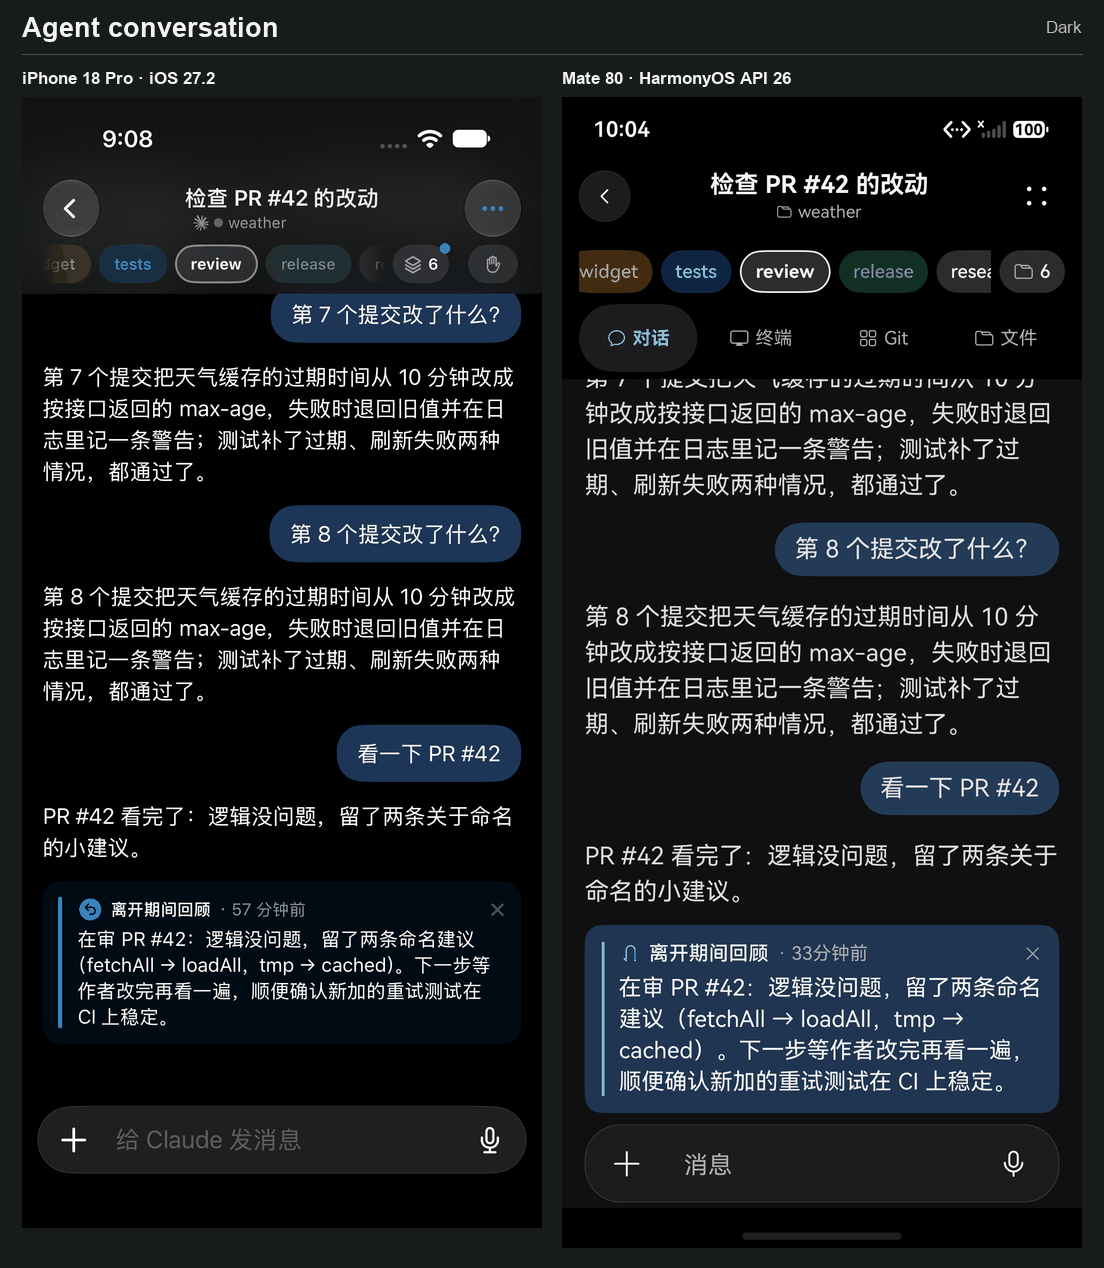 Agent conversation
Dark
iPhone 18 Pro · iOS 27.2
9:08
检查 PR #42 的改动
weather
dget
tests
review
release
6
第 7 个提交改了什么?
第 7 个提交把天气缓存的过期时间从 10 分钟改成
按接口返回的 max-age，失败时退回旧值并在日
志里记一条警告；测试补了过期、刷新失败两种
情况，都通过了。
第 8 个提交改了什么?
第 8 个提交把天气缓存的过期时间从 10 分钟改成
按接口返回的 max-age，失败时退回旧值并在日
志里记一条警告；测试补了过期、刷新失败两种
情况，都通过了。
看一下 PR #42
PR #42 看完了：逻辑没问题，留了两条关于命名
的小建议。
离开期间回顾 · 57 分钟前
在审 PR #42：逻辑没问题，留了两条命名建议
（fetchAll → loadAll，tmp → cached）。下一步等
作者改完再看一遍，顺便确认新加的重试测试在
CI 上稳定。
给 Claude 发消息
Mate 80 · HarmonyOS API 26
10:04
100
检查 PR #42 的改动
weather
widget
tests
review
release
resea
6
对话
终端
Git
文件
第 7 个提交把天气缓存的过期时间从 10 分
钟改成按接口返回的 max-age，失败时退回
旧值并在日志里记一条警告；测试补了过
期、刷新失败两种情况，都通过了。
第 8 个提交改了什么？
第 8 个提交把天气缓存的过期时间从 10 分
钟改成按接口返回的 max-age，失败时退回
旧值并在日志里记一条警告；测试补了过
期、刷新失败两种情况，都通过了。
看一下 PR #42
PR #42 看完了：逻辑没问题，留了两条关于
命名的小建议。
离开期间回顾 · 33分钟前
在审 PR #42：逻辑没问题，留了两条命名
建议（fetchAll → loadAll，tmp →
cached）。下一步等作者改完再看一遍，
顺便确认新加的重试测试在 CI 上稳定。
消息